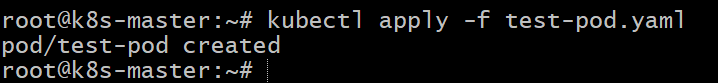 root@k8s-master:~# kubectl apply -f test-pod.yaml
pod/test-pod created
root@k8s-master:~#